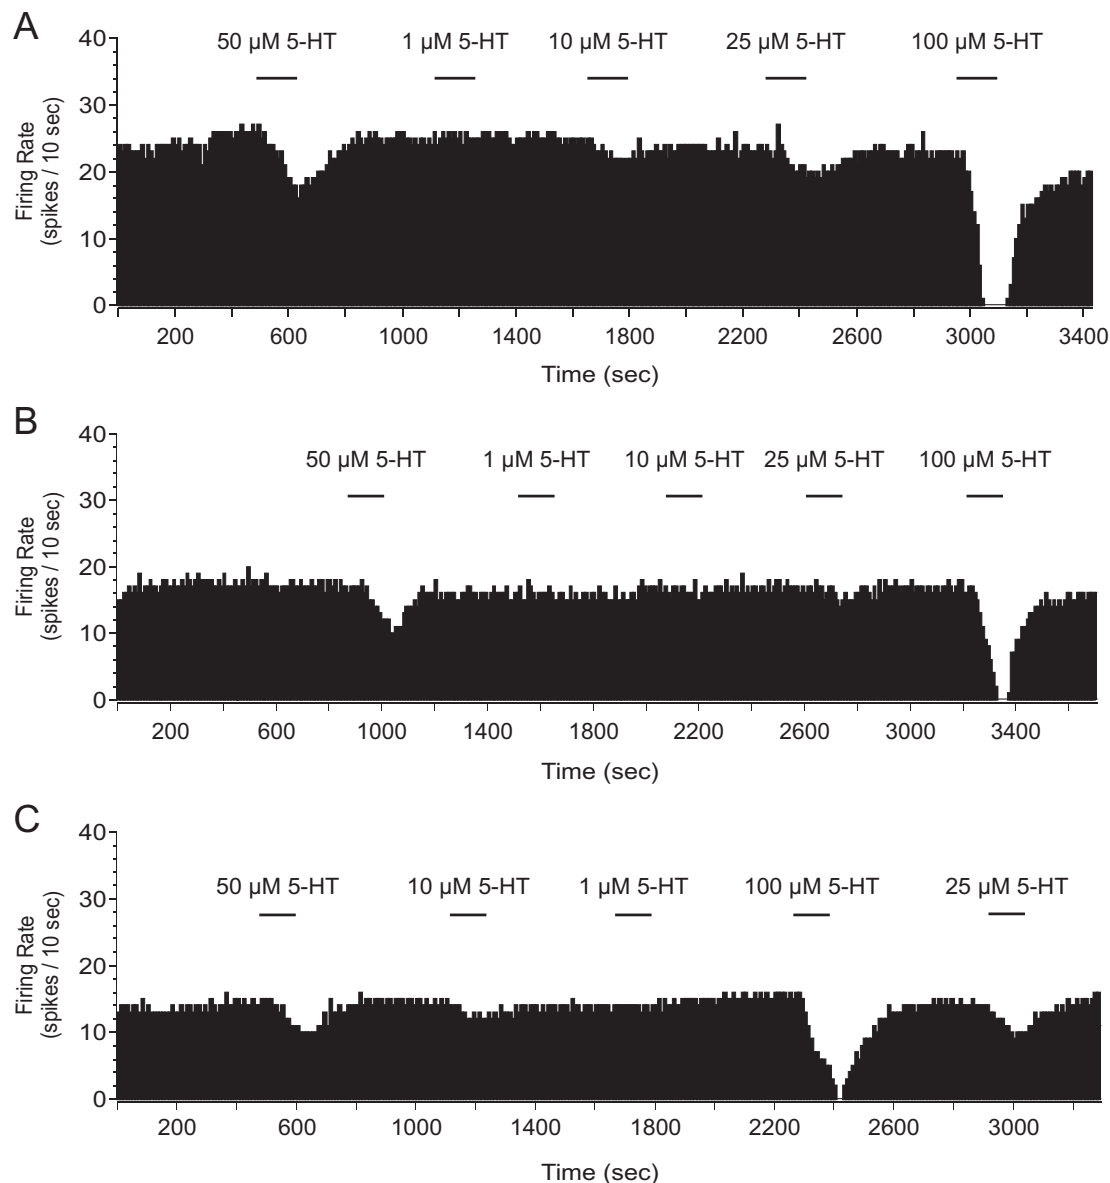 A
50 µM 5-HT 1 µM 5-HT 10 µM 5-HT 25 µM 5-HT 100 µM 5-HT
Firing Rate
(spikes / 10 sec)
40
30
20
10
0
200 600 1000 1400 1800 2200 2600 3000 3400
Time (sec)
B
50 µM 5-HT 1 µM 5-HT 10 µM 5-HT 25 µM 5-HT 100 µM 5-HT
Firing Rate
(spikes / 10 sec)
40
30
20
10
0
200 600 1000 1400 1800 2200 2600 3000 3400
Time (sec)
C
50 µM 5-HT 10 µM 5-HT 1 µM 5-HT 100 µM 5-HT 25 µM 5-HT
Firing Rate
(spikes / 10 sec)
40
30
20
10
0
200 600 1000 1400 1800 2200 2600 3000
Time (sec)